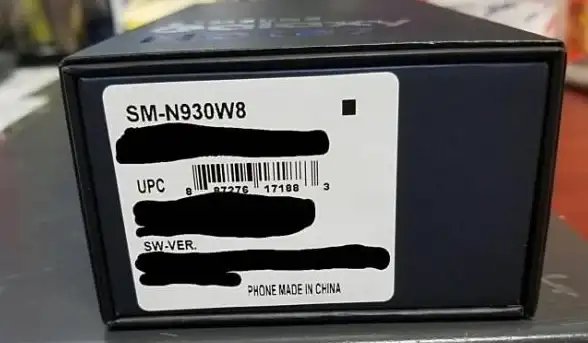 SM-N930W8
UPC
8 87276 17188 3
SW-VER.
PHONE MADE IN CHINA